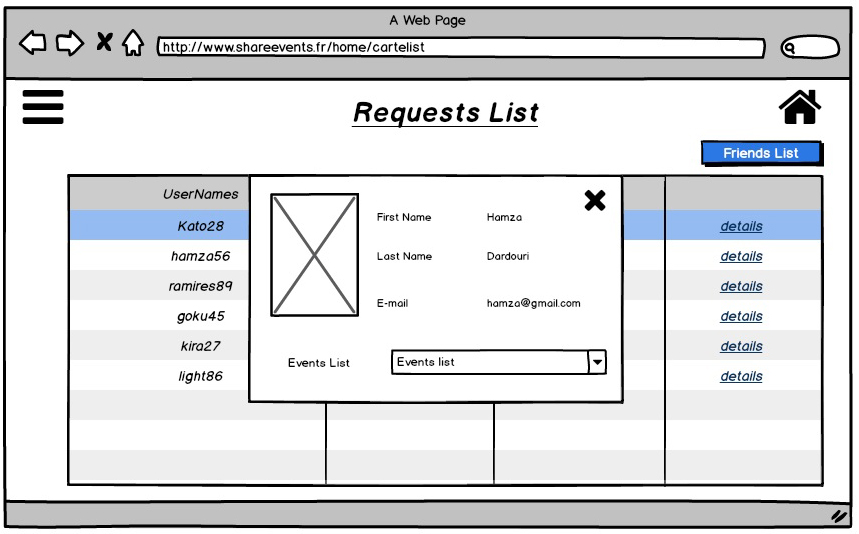 A Web Page
http://www.shareevents.fr/home/cartelist
Requests List
Friends List
UserNames
Kato28 details
hamza56 details
ramires89 details
goku45 details
kira27 details
light86 details
First Name Hamza
Last Name Dardouri
E-mail hamza@gmail.com
Events List Events list